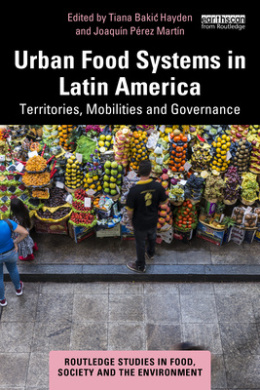 Edited by Tiana Bakić Hayden
and Joaquín Pérez Martín
earthscan
from Routledge
Urban Food Systems in
Latin America
Territories, Mobilities and Governance
ROUTLEDGE STUDIES IN FOOD,
SOCIETY AND THE ENVIRONMENT